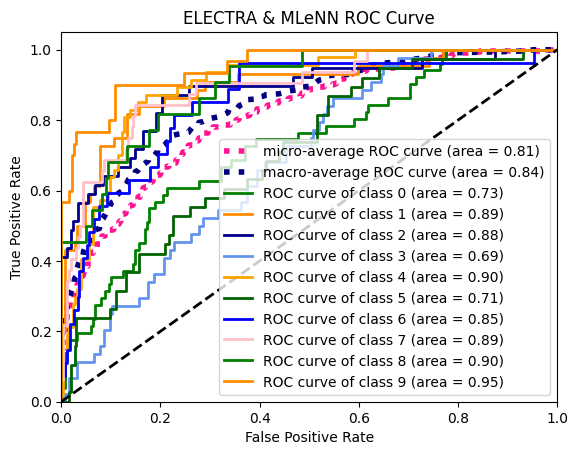 ELECTRA & MLeNN ROC Curve
1.0
0.8
0.6
0.4
0.2
0.0
True Positive Rate
micro-average ROC curve (area = 0.81)
macro-average ROC curve (area = 0.84)
ROC curve of class 0 (area = 0.73)
ROC curve of class 1 (area = 0.89)
ROC curve of class 2 (area = 0.88)
ROC curve of class 3 (area = 0.69)
ROC curve of class 4 (area = 0.90)
ROC curve of class 5 (area = 0.71)
ROC curve of class 6 (area = 0.85)
ROC curve of class 7 (area = 0.89)
ROC curve of class 8 (area = 0.90)
ROC curve of class 9 (area = 0.95)
0.0 0.2 0.4 0.6 0.8 1.0
False Positive Rate